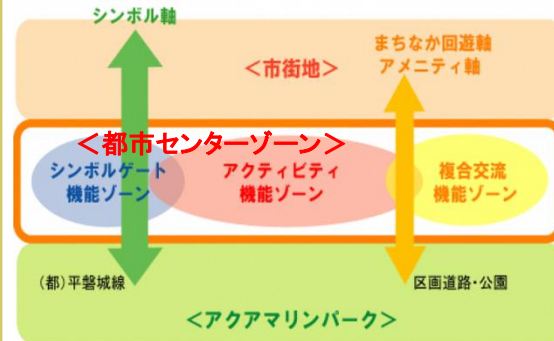 シンボル軸
まちなか回遊軸
アメニティ軸
＜市街地＞
＜都市センターゾーン＞
シンボルゲート
機能ゾーン
アクティビティ
機能ゾーン
複合交流
機能ゾーン
(都)平磐城線
区画道路・公園
＜アクアマリンパーク＞